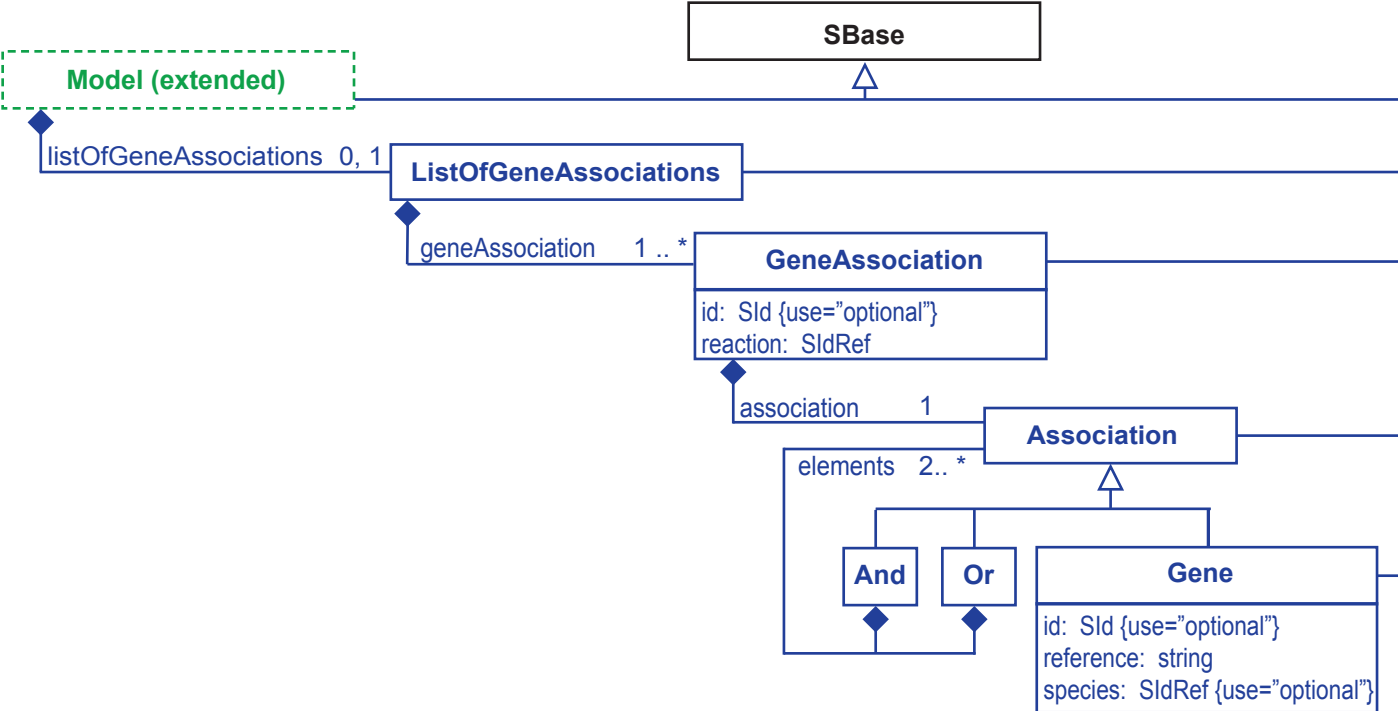 SBase
Model (extended)
listOfGeneAssociations 0, 1
ListOfGeneAssociations
geneAssociation 1 .. *
GeneAssociation
id: SId {use=”optional”}
reaction: SIdRef
association 1
Association
elements 2.. *
And
Or
Gene
id: SId {use=”optional”}
reference: string
species: SIdRef {use=”optional”}